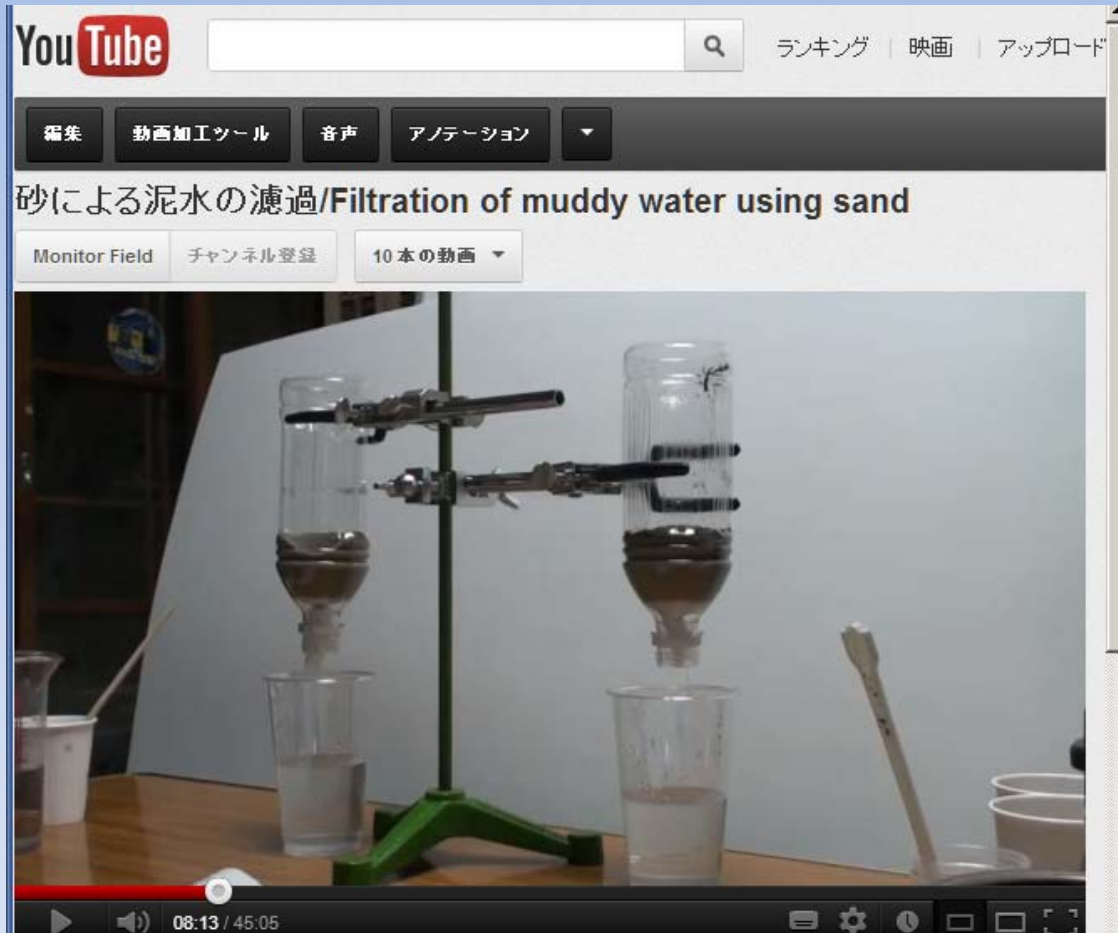 YouTube
ランキング | 映画 | アップロード
編集 動画加工ツール 音声 アノテーション
砂による泥水の濾過/Filtration of muddy water using sand
Monitor Field チャンネル登録 10 本の動画
08:13 / 45:05